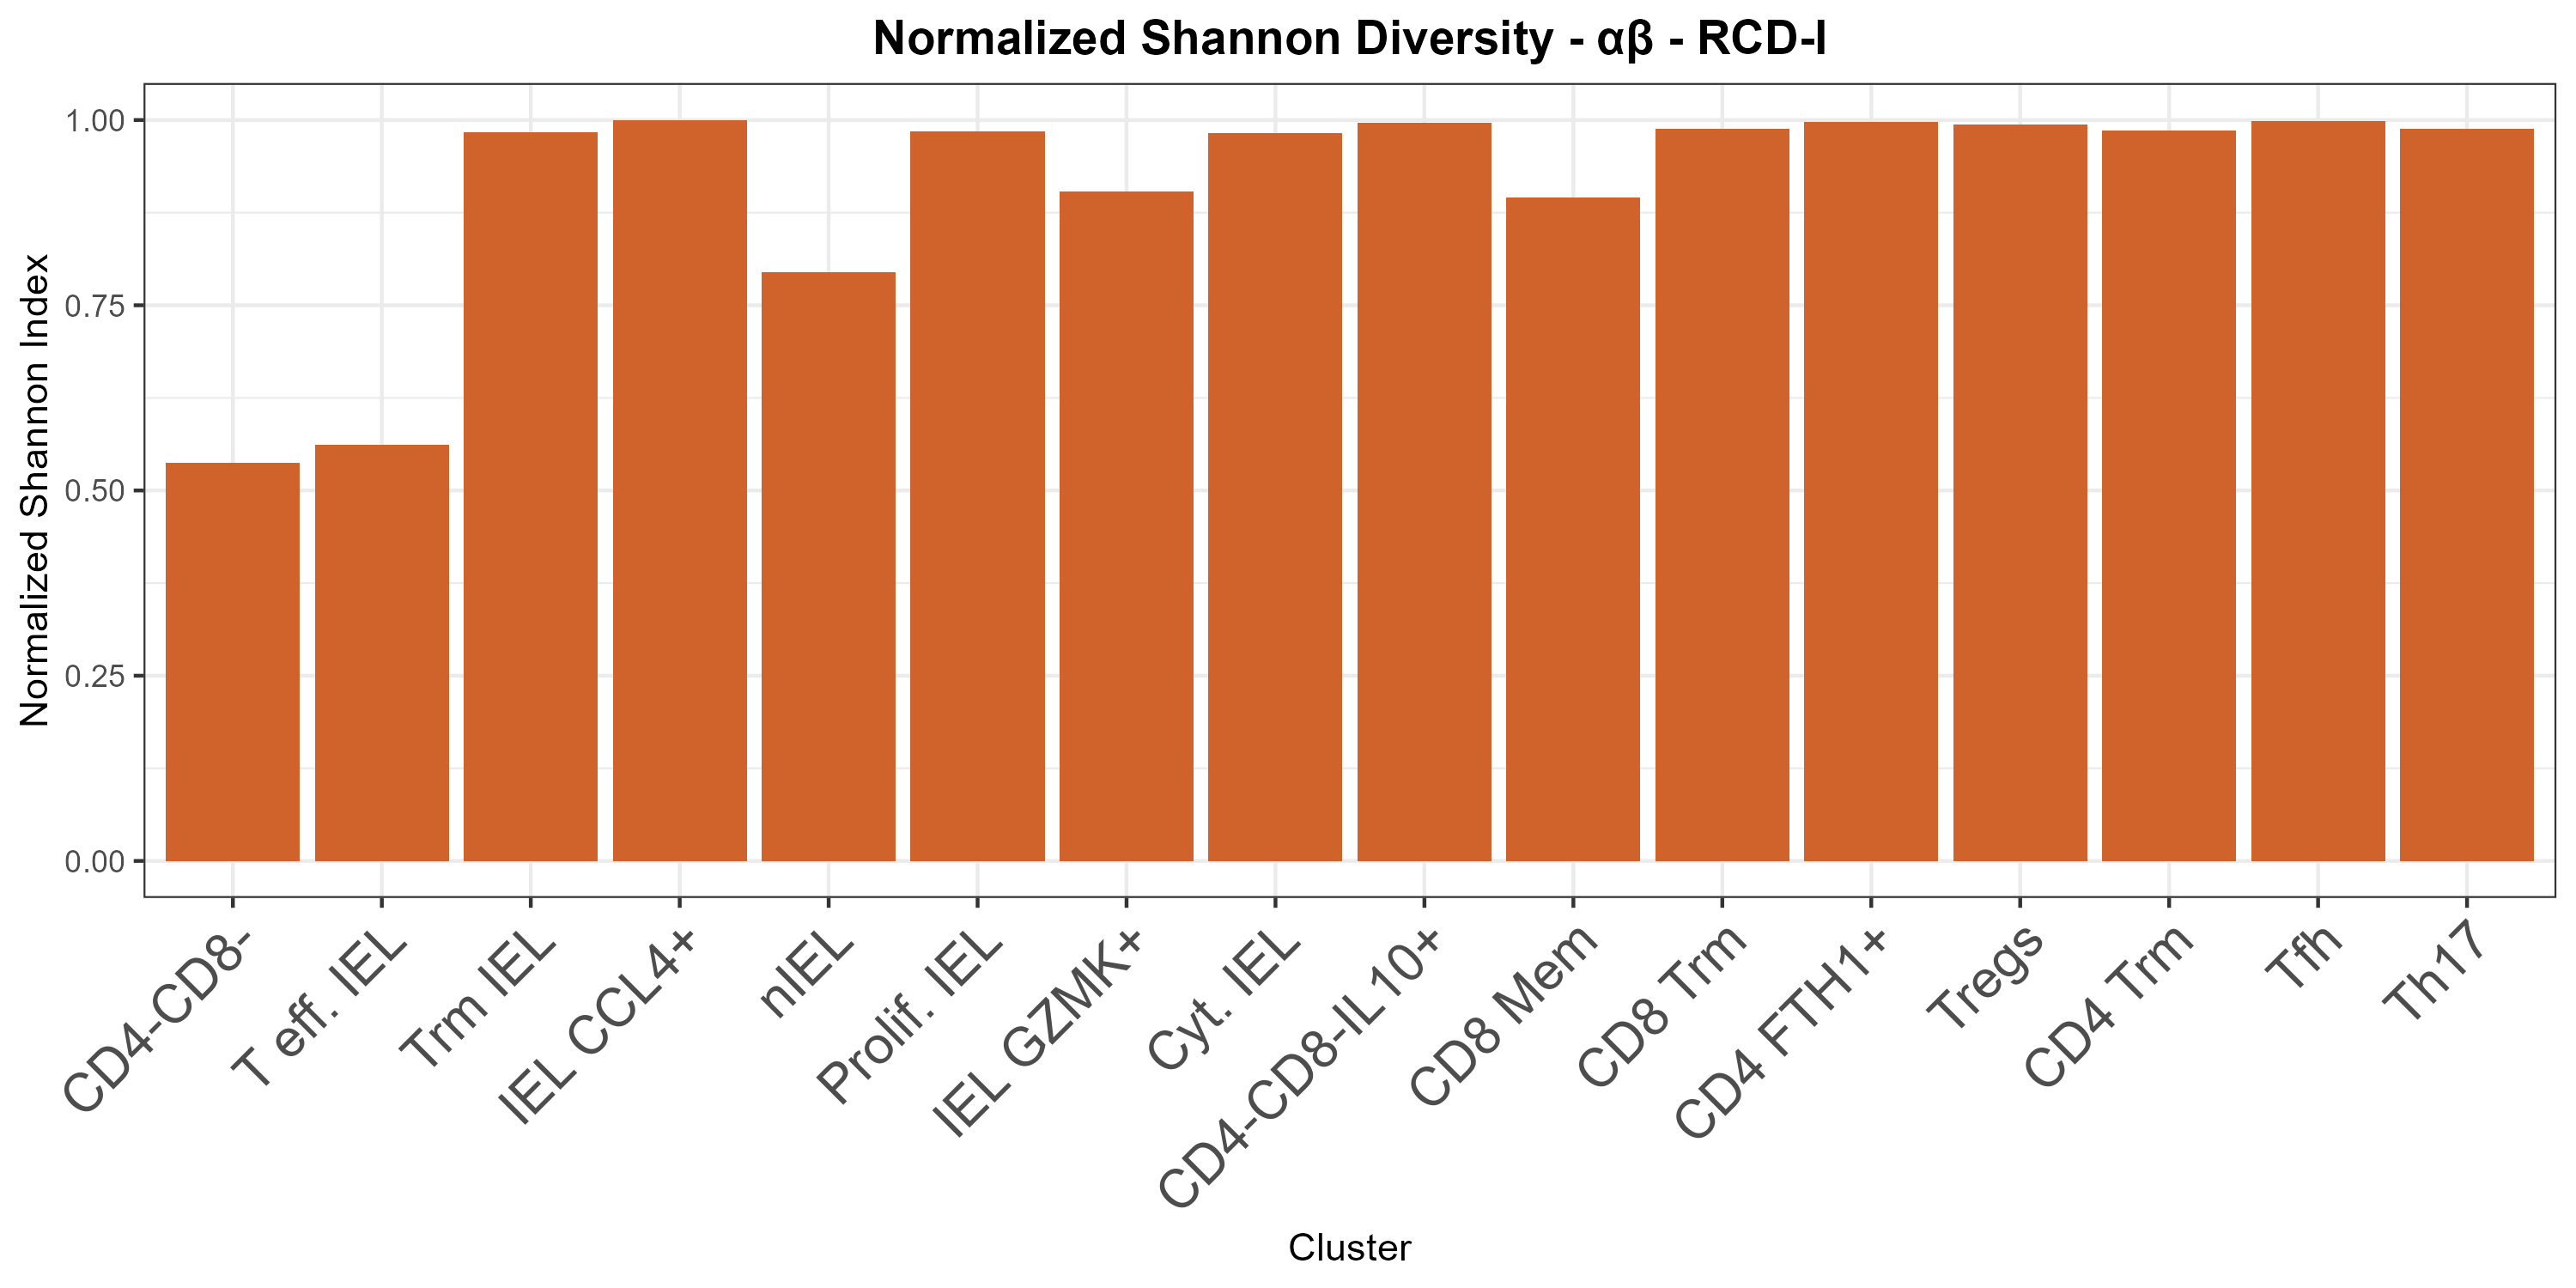 Normalized Shannon Diversity - αβ - RCD-I
Normalized Shannon Index
1.00
0.75
0.50
0.25
0.00
CD4-CD8-
T eff. IEL
Trm IEL
IEL CCL4+
nIEL
Prolif. IEL
IEL GZMK+
Cyt. IEL
CD4-CD8-IL10+
CD8 Mem
CD8 Trm
CD4 FTH1+
Tregs
CD4 Trm
Tfh
Th17
Cluster